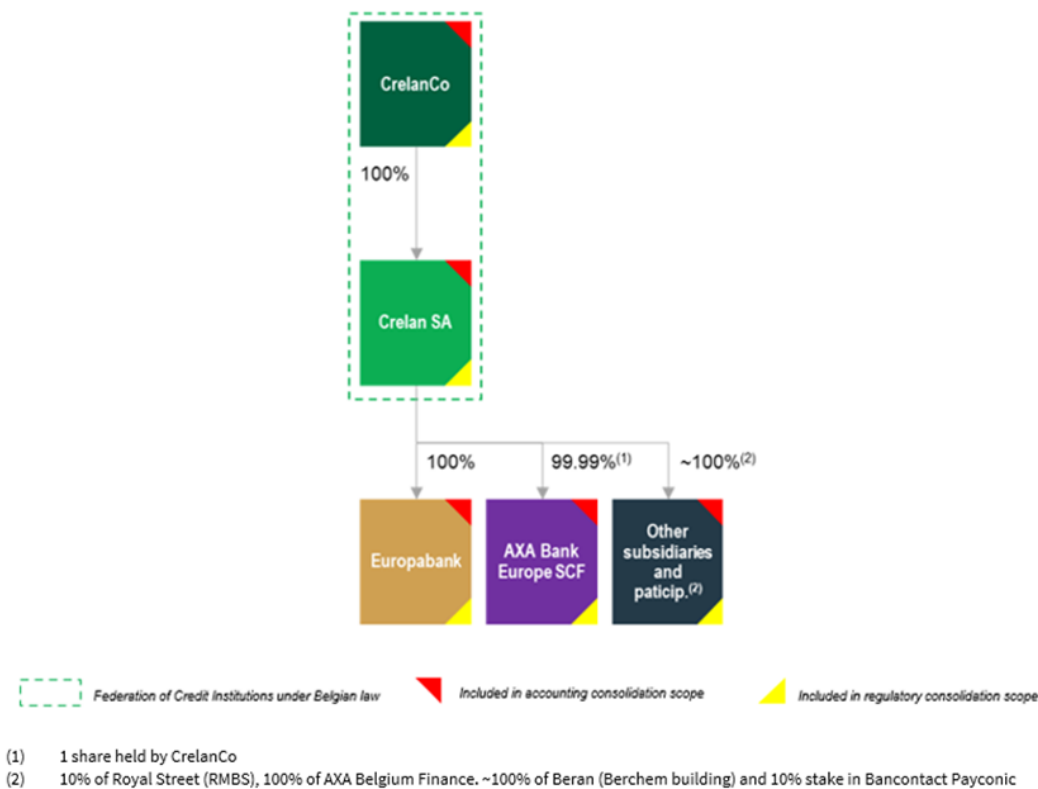 CrelanCo
100%
Crelan SA
100%
99.99%(1)
~100%(2)
Europabank
AXA Bank
Europe SCF
Other
subsidiaries
and
paticip.(2)
Federation of Credit Institutions under Belgian law
Included in accounting consolidation scope
Included in regulatory consolidation scope
(1) 1 share held by CrelanCo
(2) 10% of Royal Street (RMBS), 100% of AXA Belgium Finance. ~100% of Beran (Berchem building) and 10% stake in Bancontact Payconic